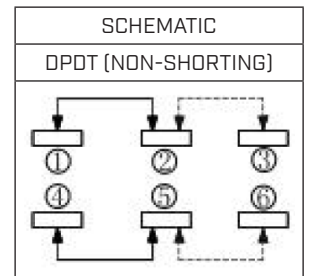 SCHEMATIC
DPDT (NON-SHORTING)
① ② ③
④ ⑤ ⑥